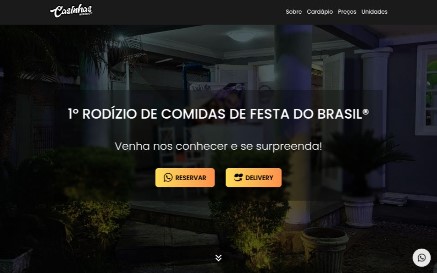 Casinhas
Sobre Cardápio Preços Unidades
1º RODÍZIO DE COMIDAS DE FESTA DO BRASIL®
Venha nos conhecer e se surpreenda!
RESERVAR DELIVERY